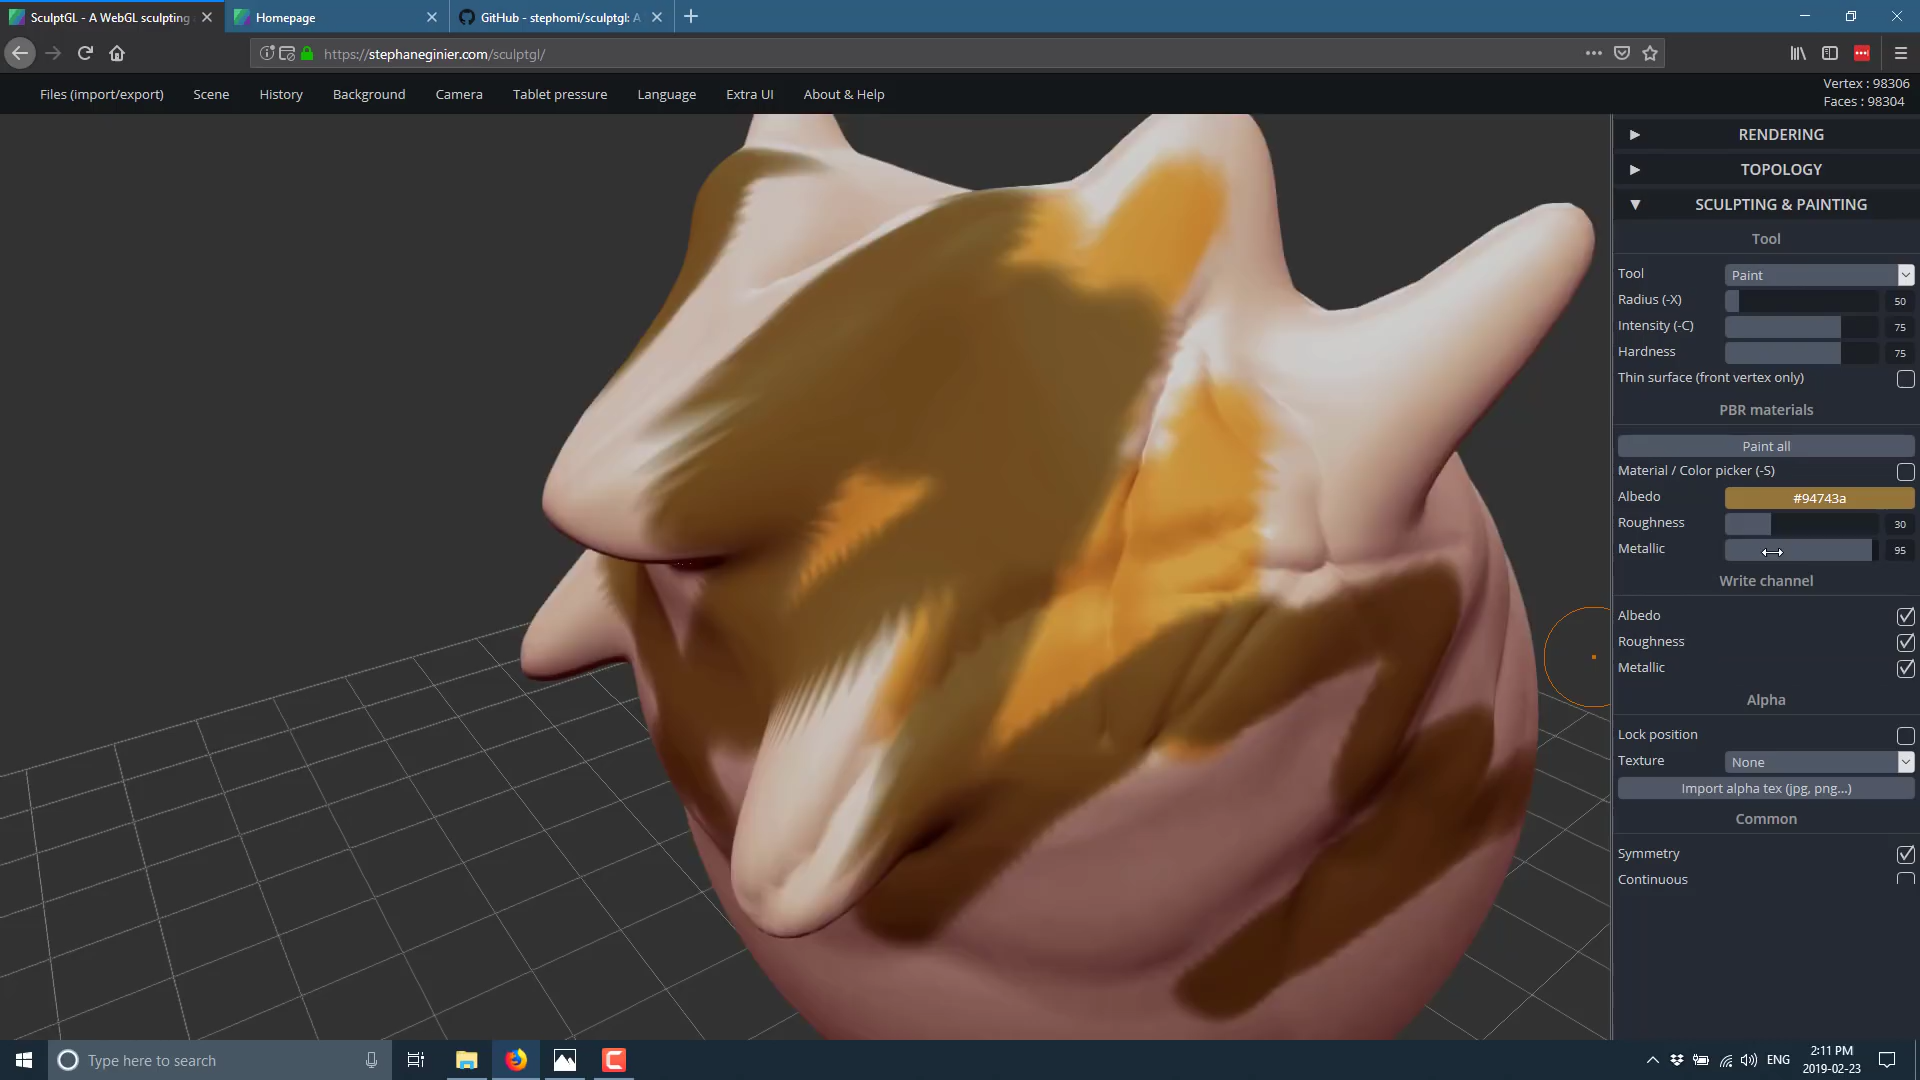 SculptGL - A WebGL sculpting
Homepage
GitHub - stephomi/sculptgl: A
https://stephaneginier.com/sculptgl/
Files (import/export)
Scene
History
Background
Camera
Tablet pressure
Language
Extra UI
About & Help
Vertex : 98306
Faces : 98304
RENDERING
TOPOLOGY
SCULPTING & PAINTING
Tool
Tool
Paint
Radius (-X)
50
Intensity (-C)
75
Hardness
75
Thin surface (front vertex only)
PBR materials
Paint all
Material / Color picker (-S)
Albedo
#94743a
Roughness
30
Metallic
95
Write channel
Albedo
Roughness
Metallic
Alpha
Lock position
Texture
None
Import alpha tex (jpg, png...)
Common
Symmetry
Continuous
Type here to search
ENG
2:11 PM
2019-02-23